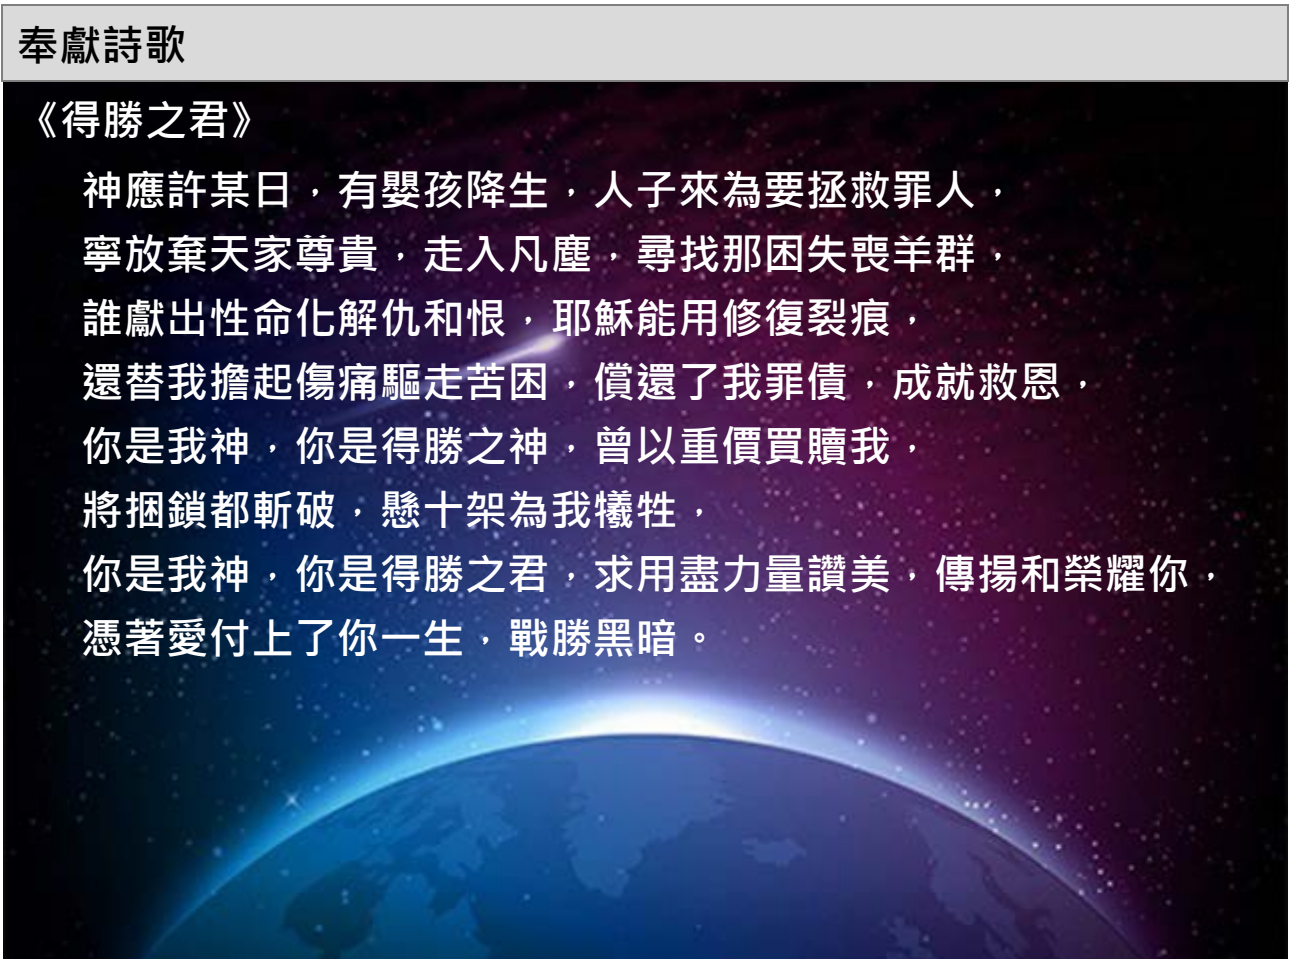 奉獻詩歌
《得勝之君》
神應許某日，有嬰孩降生，人子來為要拯救罪人，
寧放棄天家尊貴，走入凡塵，尋找那困失喪羊群，
誰獻出性命化解仇和恨，耶穌能用修復裂痕，
還替我擔起傷痛驅走苦困，償還了我罪債，成就救恩，
你是我神，你是得勝之神，曾以重價買贖我，
將捆鎖都斬破，懸十架為我犧牲，
你是我神，你是得勝之君，求用盡力量讚美，傳揚和榮耀你，
憑著愛付上了你一生，戰勝黑暗。